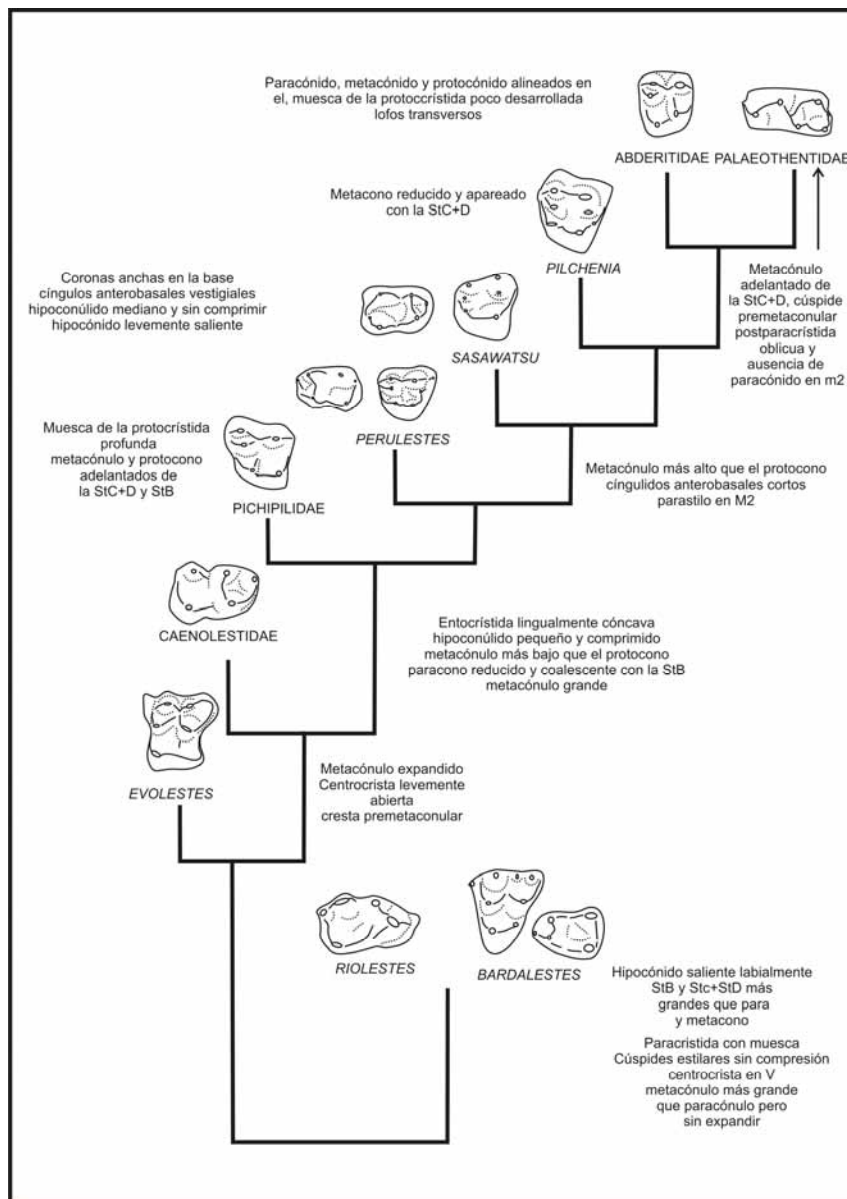 Paracónido, metacónido y protocónido alineados en
el, muesca de la protoccrístida poco desarrollada
lofos transversos
ABDERITIDAE
PALAEOTHENTIDAE
Metacono reducido y apareado
con la StC+D
PILCHENIA
Metacónulo
adelantado de
la StC+D, cúspide
premetaconular
postparacrístida
oblicua y
ausencia de
paracónido en m2
Coronas anchas en la base
cíngulos anterobasales vestigiales
hipoconúlido mediano y sin comprimir
hipocónido levemente saliente
SASAWATSU
PERULESTES
Muesca de la protocrístida
profunda
metacónulo y protocono
adelantados de
la StC+D y StB
PICHIPILIDAE
Metacónulo más alto que el protocono
cíngulidos anterobasales cortos
parastilo en M2
CAENOLESTIDAE
Entocrístida lingualmente cóncava
hipoconúlido pequeño y comprimido
metacónulo más bajo que el protocono
paracono reducido y coalescente con la StB
metacónulo grande
EVOLESTES
Metacónulo expandido
Centrocrista levemente
abierta
cresta premetaconular
RIOLESTES
BARDALESTES
Hipocónido saliente labialmente
StB y Stc+StD más
grandes que para
y metacono
Paracristida con muesca
Cúspides estilares sin compresión
centrocrista en V
metacónulo más grande
que paracónulo pero
sin expandir